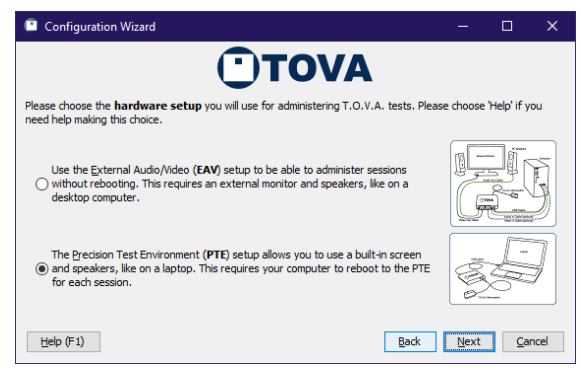 Configuration Wizard
TOVA
Please choose the hardware setup you will use for administering T.O.V.A. tests. Please choose 'Help' if you
need help making this choice.
Use the External Audio/Video (EAV) setup to be able to administer sessions
without rebooting. This requires an external monitor and speakers, like on a
desktop computer.
The Precision Test Environment (PTE) setup allows you to use a built-in screen
and speakers, like on a laptop. This requires your computer to reboot to the PTE
for each session.
Help (F1)
Back
Next
Cancel